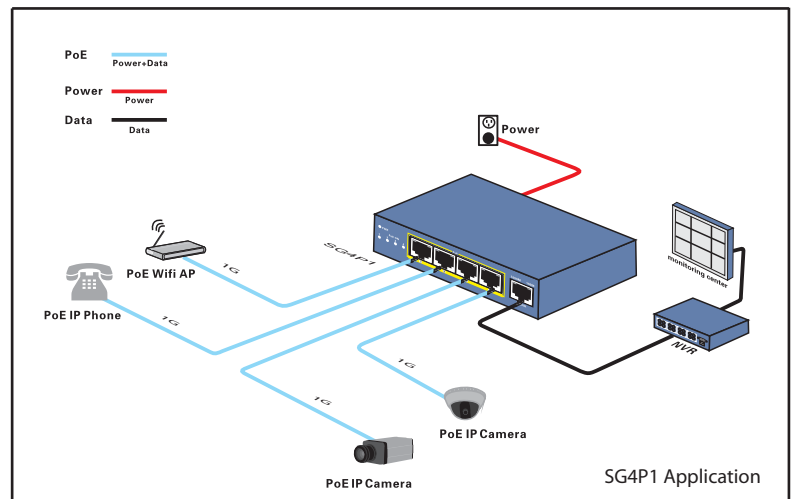 PoE
Power+Data
Power
Power
Data
Data
Power
SG4P1
monitoring center
PoE Wifi AP
1G
PoE IP Phone
1G
NVR
1G
1G
PoE IP Camera
PoE IP Camera
SG4P1 Application